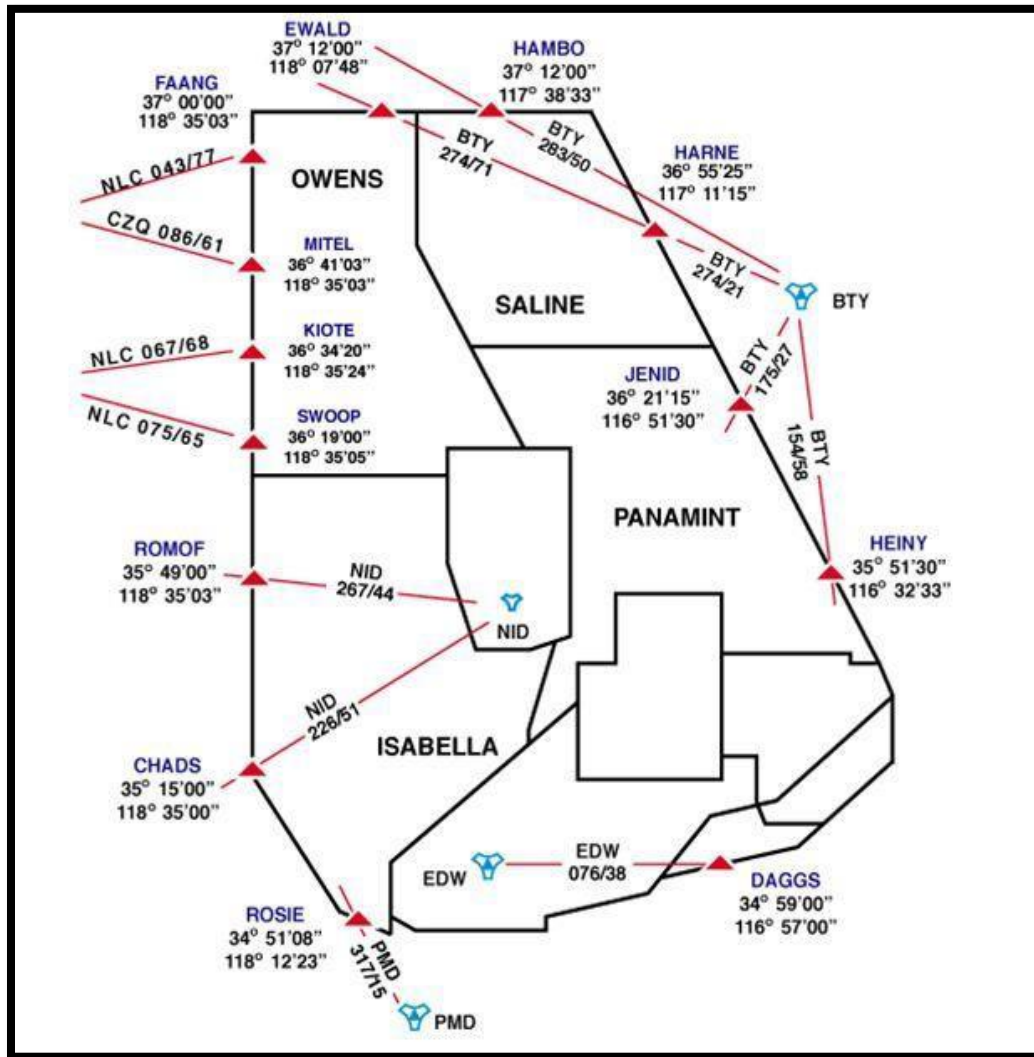 EWALD
37° 12'00”
118° 07'48”
HAMBO
37° 12'00”
117° 38'33”
FAANG
37° 00'00”
118° 35'03”
BTY
274/71
BTY
283/50
HARNE
36° 55'25”
117° 11'15”
NLC 043/77
OWENS
CZQ 086/61
MITEL
36° 41'03”
118° 35'03”
BTY
274/21
BTY
SALINE
KIOTE
36° 34'20”
118° 35'24”
NLC 067/68
JENID
36° 21'15”
116° 51'30”
BTY
175/27
NLC 075/65
SWOOP
36° 19'00”
118° 35'05”
BTY
154/58
PANAMINT
ROMOF
35° 49'00”
118° 35'03”
NID
267/44
NID
HEINY
35° 51'30”
116° 32'33”
NID
226/51
ISABELLA
CHADS
35° 15'00”
118° 35'00”
EDW
EDW
076/38
DAGGS
34° 59'00”
116° 57'00”
ROSIE
34° 51'08”
118° 12'23”
PMD
317/15
PMD